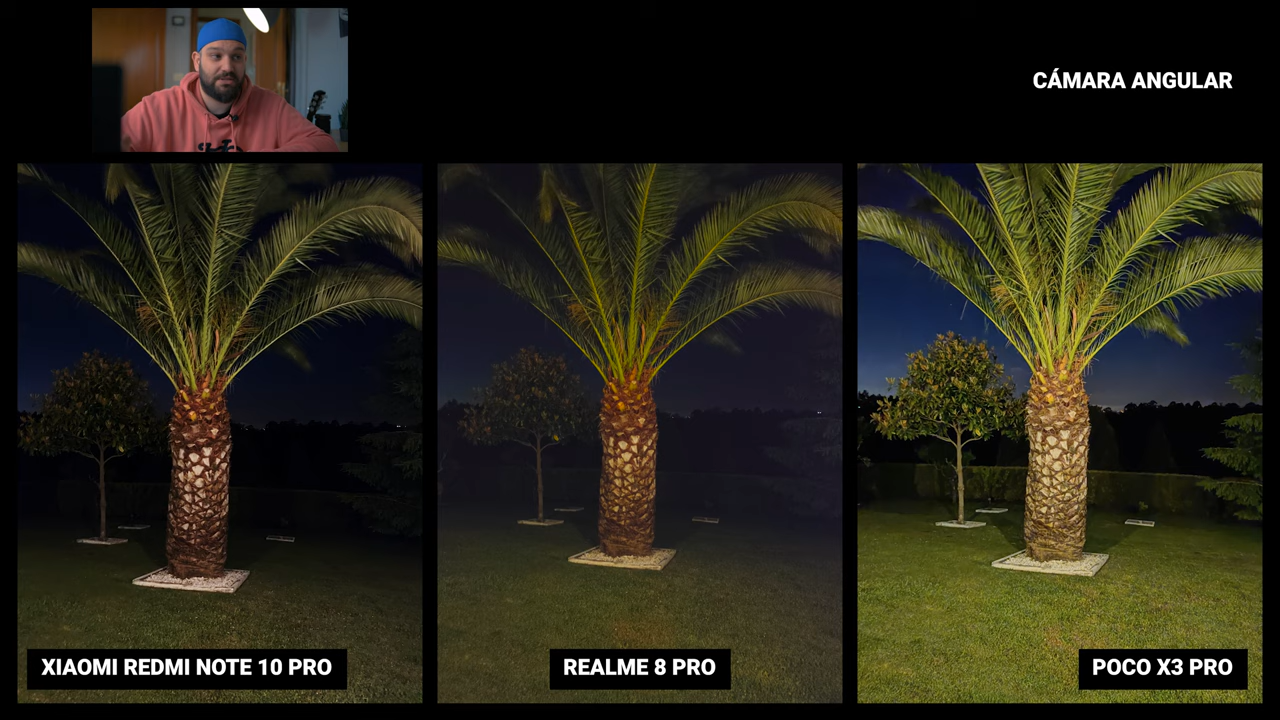 CÁMARA ANGULAR
XIAOMI REDMI NOTE 10 PRO
REALME 8 PRO
POCO X3 PRO